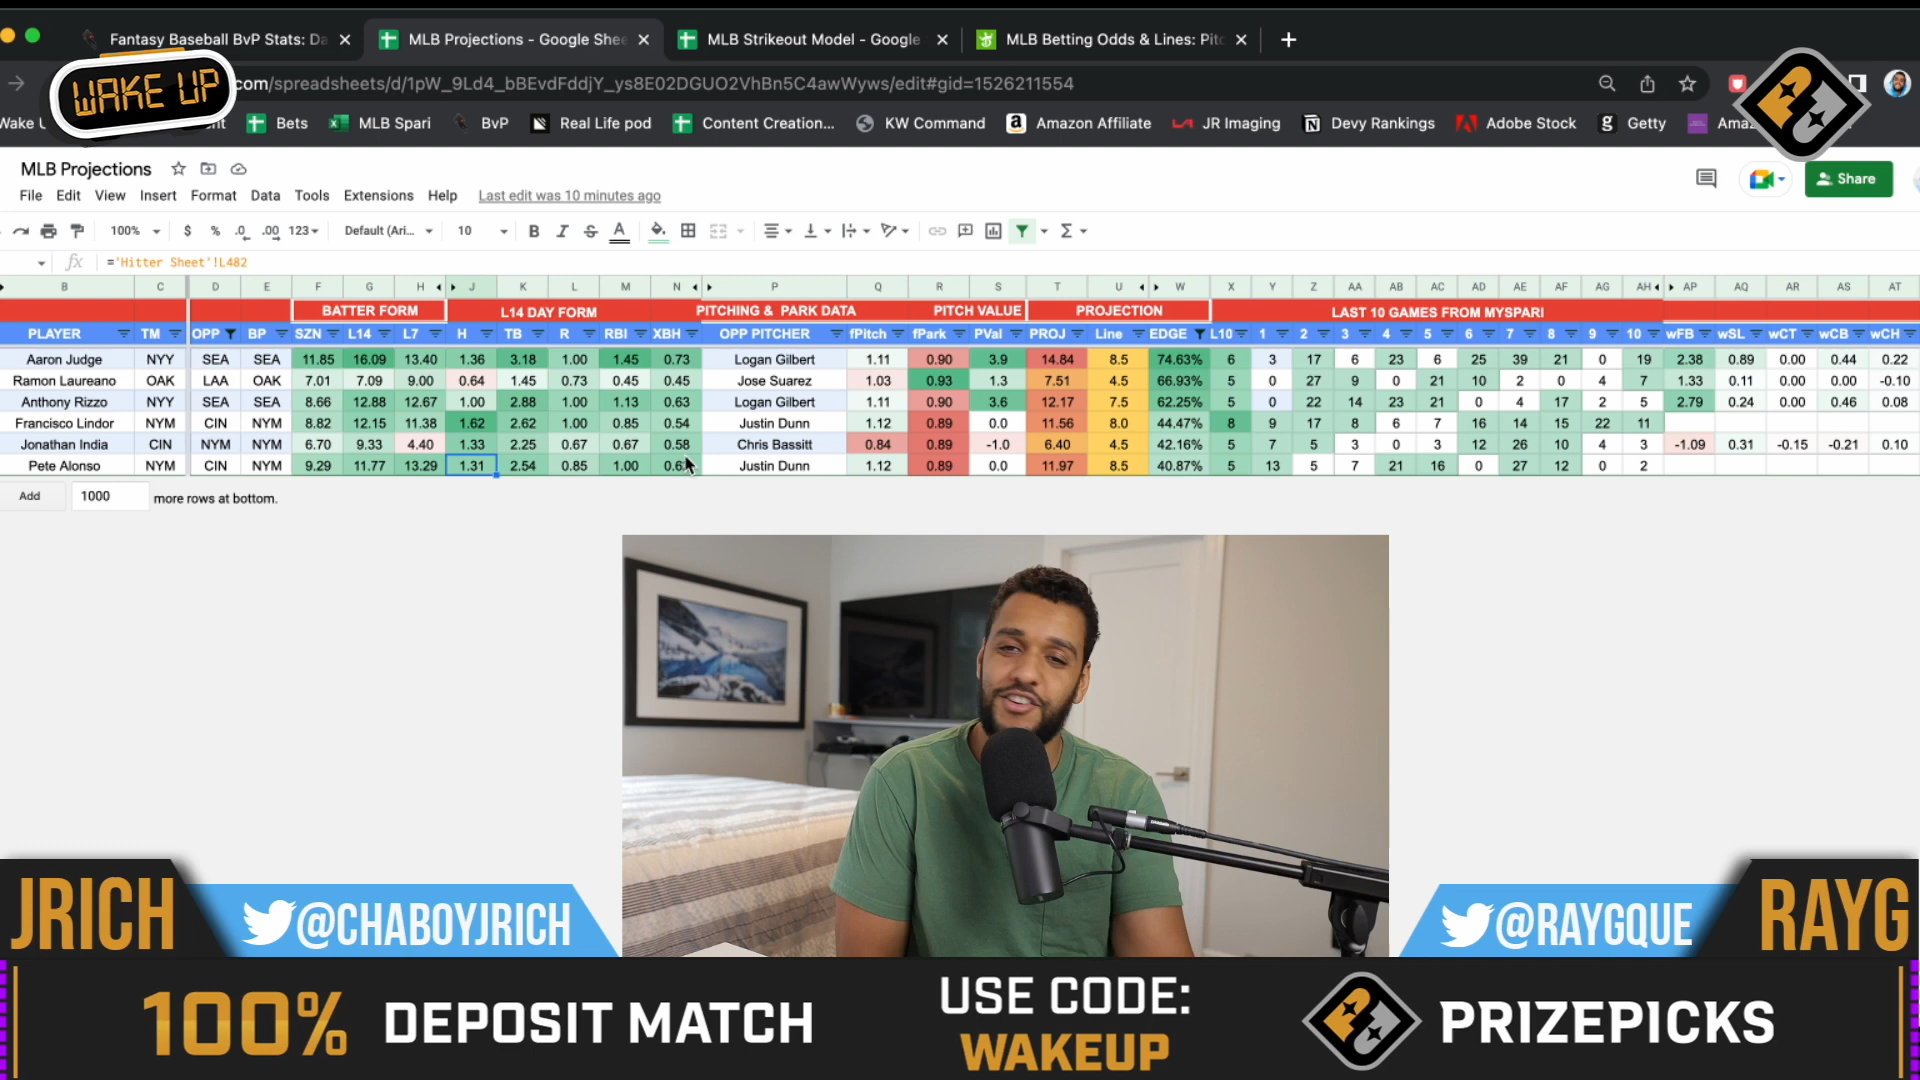 Fantasy Baseball BvP Stats: Da
MLB Projections - Google Shee
MLB Strikeout Model - Google
MLB Betting Odds & Lines: Pitc
WAKE UP
com/spreadsheets/d/1pW_9Ld4_bBEvdFddjY_ys8E02DGUO2VhBn5C4awWyws/edit#gid=1526211554
Bets
MLB Spari
BvP
Real Life pod
Content Creation...
KW Command
Amazon Affiliate
JR Imaging
Devy Rankings
Adobe Stock
Getty
MLB Projections
Share
File Edit View Insert Format Data Tools Extensions Help Last edit was 10 minutes ago
100% $ % .0 .00 123 Default (Ari... 10 B I S A
fx ='Hitter Sheet'!L482
B C D E F G H J K L M N P Q R S T U W X Y Z AA AB AC AD AE AF AG AH AP AQ AR AS AT
BATTER FORM L14 DAY FORM PITCHING & PARK DATA PITCH VALUE PROJECTION LAST 10 GAMES FROM MYSPARI
PLAYER TM OPP BP SZN L14 L7 H TB R RBI XBH OPP PITCHER fPitch fPark PVal PROJ Line EDGE L10 1 2 3 4 5 6 7 8 9 10 wFB wSL wCT wCB wCH
Aaron Judge NYY SEA SEA 11.85 16.09 13.40 1.36 3.18 1.00 1.45 0.73 Logan Gilbert 1.11 0.90 3.9 14.84 8.5 74.63% 6 3 17 6 23 6 25 39 21 0 19 2.38 0.89 0.00 0.44 0.22
Ramon Laureano OAK LAA OAK 7.01 7.09 9.00 0.64 1.45 0.73 0.45 0.45 Jose Suarez 1.03 0.93 1.3 7.51 4.5 66.93% 5 0 27 9 0 21 10 2 0 4 7 1.33 0.11 0.00 0.00 -0.10
Anthony Rizzo NYY SEA SEA 8.66 12.88 12.67 1.00 2.88 1.00 1.13 0.63 Logan Gilbert 1.11 0.90 3.6 12.17 7.5 62.25% 5 0 22 14 23 21 0 4 17 2 5 2.79 0.24 0.00 0.46 0.08
Francisco Lindor NYM CIN NYM 8.82 12.15 11.38 1.62 2.62 1.00 0.85 0.54 Justin Dunn 1.12 0.89 0.0 11.56 8.0 44.47% 8 9 17 8 6 7 16 14 15 22 11
Jonathan India CIN NYM NYM 6.70 9.33 4.40 1.33 2.25 0.67 0.67 0.58 Chris Bassitt 0.84 0.89 -1.0 6.40 4.5 42.16% 5 7 5 3 0 3 12 26 10 4 3 -1.09 0.31 -0.15 -0.21 0.10
Pete Alonso NYM CIN NYM 9.29 11.77 13.29 1.31 2.54 0.85 1.00 Justin Dunn 1.12 0.89 0.0 11.97 8.5 40.87% 5 13 5 7 21 16 0 27 12 0 2
Add 1000 more rows at bottom.
JRICH
@CHABOYJRICH
@RAYGQUE
RAYG
100% DEPOSIT MATCH
USE CODE:
WAKEUP
PRIZEPICKS